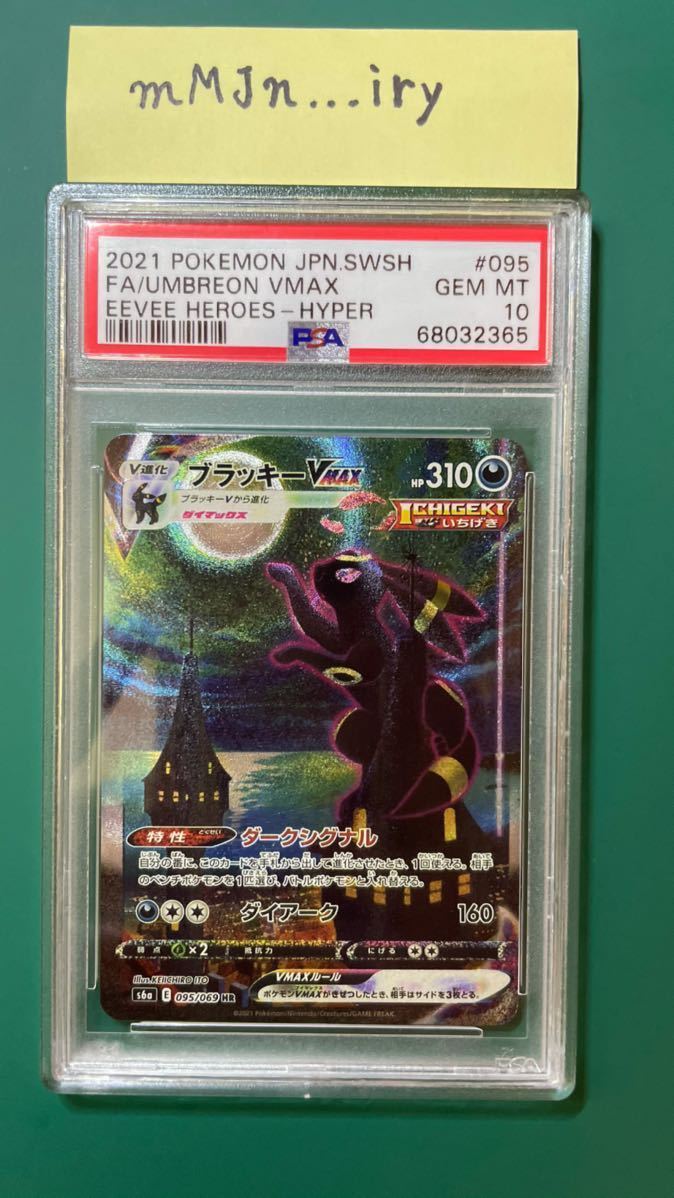 mMJn...iry
2021 POKEMON JPN.SWSH #095
FA/UMBREON VMAX GEM MT
EEVEE HEROES-HYPER 10
PSA 68032365
V進化 ブラッキーVMAX HP310
ブラッキーVから進化
ダイマックス
ICHIGEKI
いちげき
特性 とくせい ダークシグナル
自分の番に、このカードを手札から出して進化させたとき、1回使える。相手
のベンチポケモンを1匹選び、バトルポケモンと入れ替える。
ダイアーク 160
弱点 ×2 抵抗力 にげる
illus.KEIICHIRO ITO
VMAXルール
s6a E 095/069 HR
ポケモンVMAXがきぜつしたとき、相手はサイドを3枚とる。
©2021 Pokémon/Nintendo/Creatures/GAME FREAK.
PSA